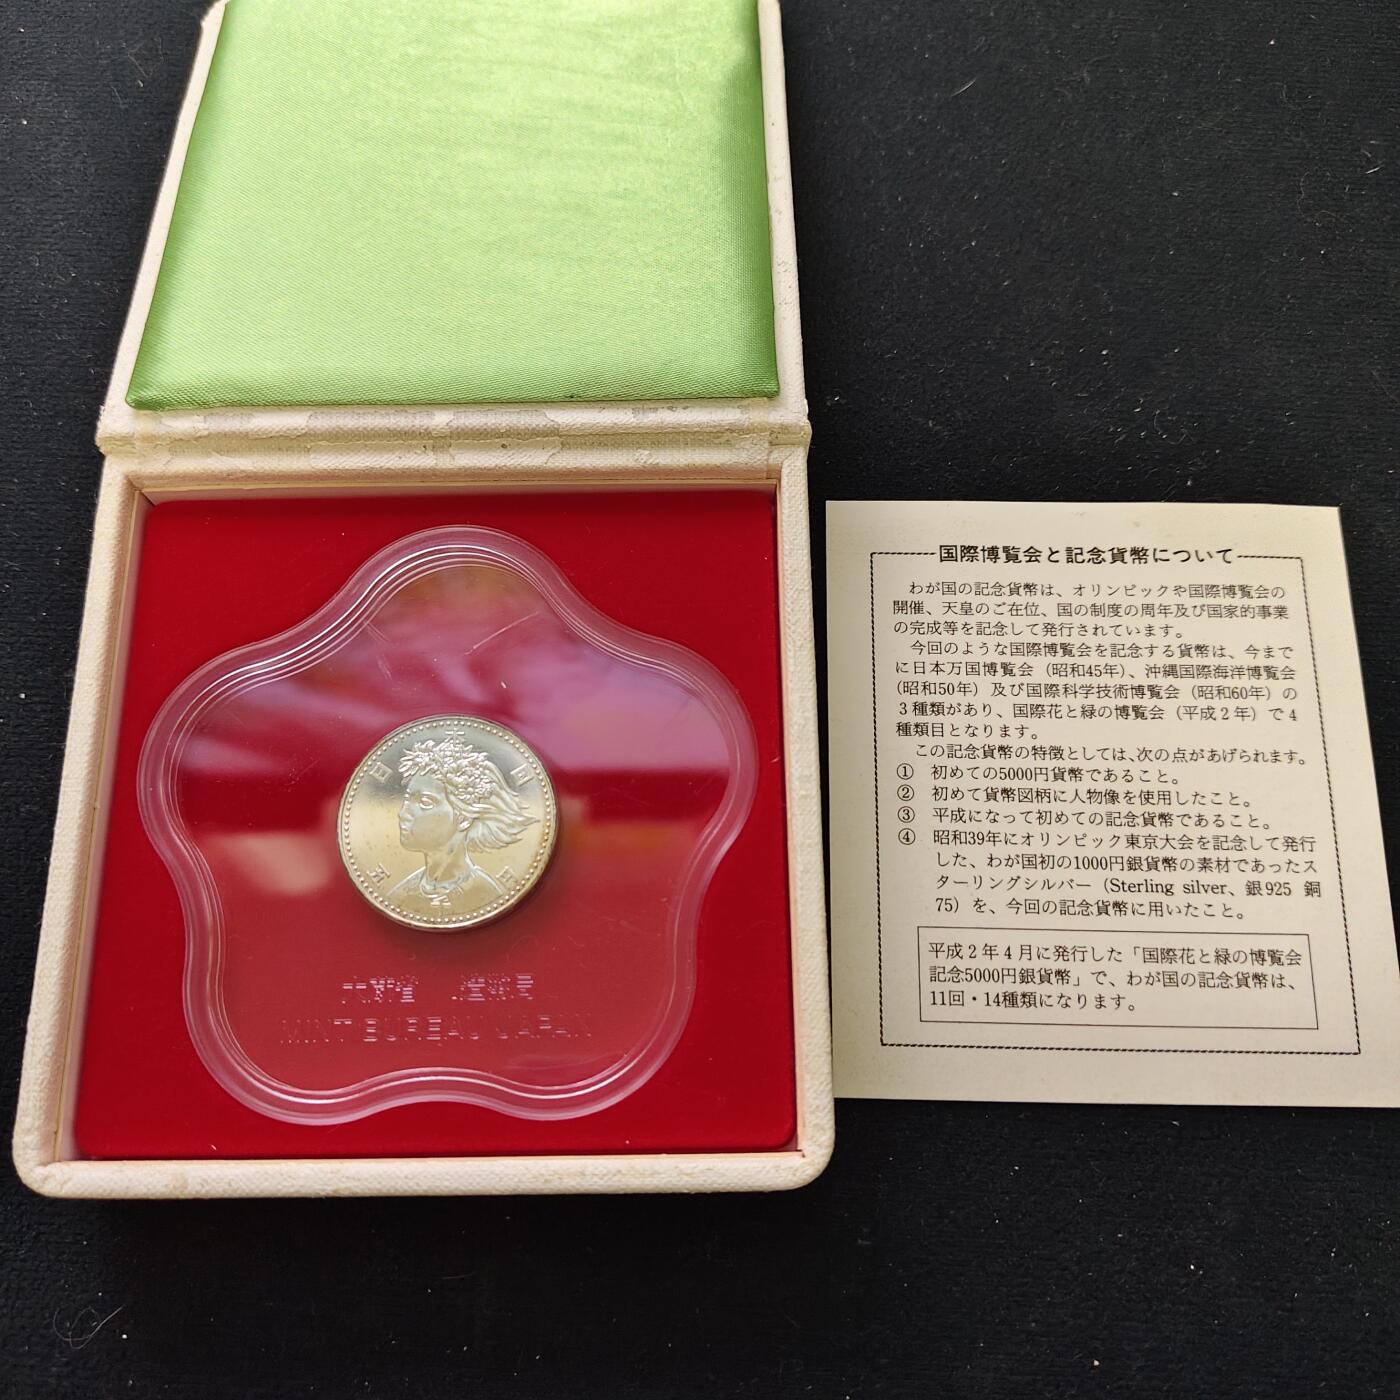 大
日
国
五
円
千
大蔵省 造幣局
MINT BUREAU JAPAN
国際博覧会と記念貨幣について
わが国の記念貨幣は、オリンピックや国際博覧会の
開催、天皇のご在位、国の制度の周年及び国家的事業
の完成等を記念して発行されています。
今回のような国際博覧会を記念する貨幣は、今まで
に日本万国博覧会（昭和45年）、沖縄国際海洋博覧会
（昭和50年）及び国際科学技術博覧会（昭和60年）の
3種類があり、国際花と緑の博覧会（平成2年）で4
種類目となります。
この記念貨幣の特徴としては、次の点があげられます。
① 初めての5000円貨幣であること。
② 初めて貨幣図柄に人物像を使用したこと。
③ 平成になって初めての記念貨幣であること。
④ 昭和39年にオリンピック東京大会を記念して発行
した、わが国初の1000円銀貨幣の素材であったス
ターリングシルバー（Sterling silver、銀925 銅
75）を、今回の記念貨幣に用いたこと。
平成2年4月に発行した「国際花と緑の博覧会
記念5000円銀貨幣」で、わが国の記念貨幣は、
11回・14種類になります。